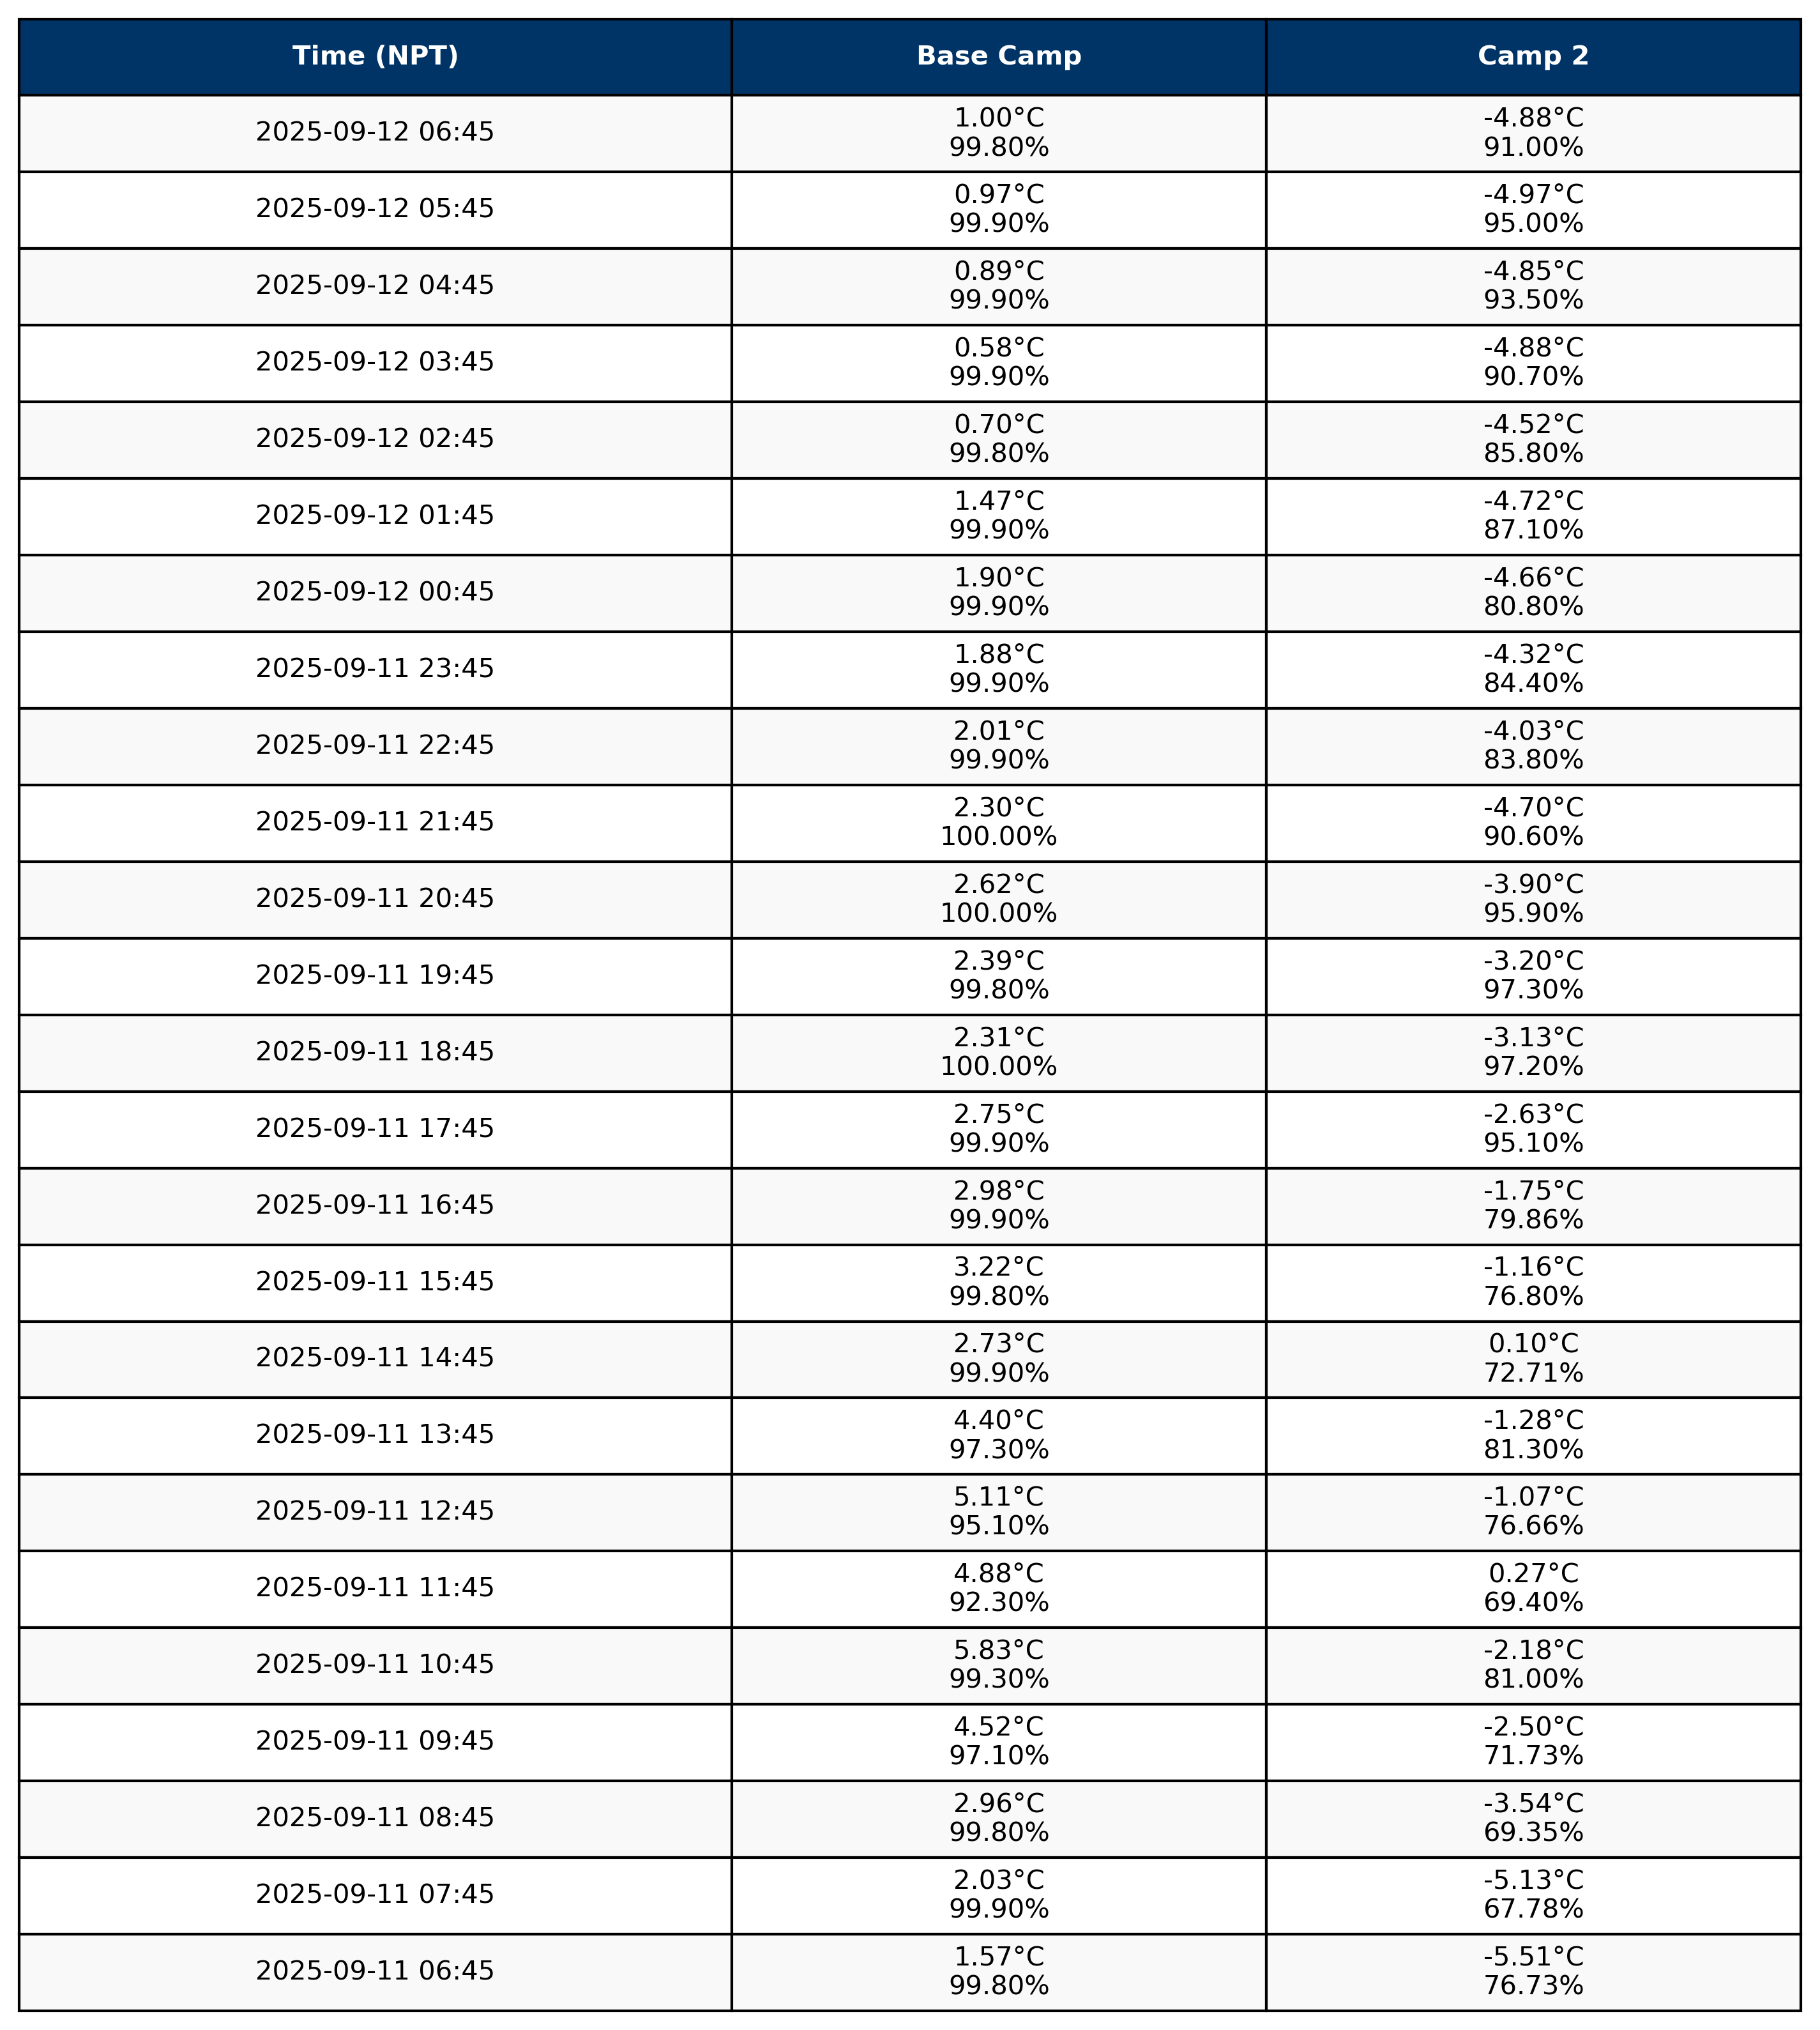 Time (NPT) Base Camp Camp 2
2025-09-12 06:45
1.00°C
99.80%
-4.88°C
91.00%
2025-09-12 05:45
0.97°C
99.90%
-4.97°C
95.00%
2025-09-12 04:45
0.89°C
99.90%
-4.85°C
93.50%
2025-09-12 03:45
0.58°C
99.90%
-4.88°C
90.70%
2025-09-12 02:45
0.70°C
99.80%
-4.52°C
85.80%
2025-09-12 01:45
1.47°C
99.90%
-4.72°C
87.10%
2025-09-12 00:45
1.90°C
99.90%
-4.66°C
80.80%
2025-09-11 23:45
1.88°C
99.90%
-4.32°C
84.40%
2025-09-11 22:45
2.01°C
99.90%
-4.03°C
83.80%
2025-09-11 21:45
2.30°C
100.00%
-4.70°C
90.60%
2025-09-11 20:45
2.62°C
100.00%
-3.90°C
95.90%
2025-09-11 19:45
2.39°C
99.80%
-3.20°C
97.30%
2025-09-11 18:45
2.31°C
100.00%
-3.13°C
97.20%
2025-09-11 17:45
2.75°C
99.90%
-2.63°C
95.10%
2025-09-11 16:45
2.98°C
99.90%
-1.75°C
79.86%
2025-09-11 15:45
3.22°C
99.80%
-1.16°C
76.80%
2025-09-11 14:45
2.73°C
99.90%
0.10°C
72.71%
2025-09-11 13:45
4.40°C
97.30%
-1.28°C
81.30%
2025-09-11 12:45
5.11°C
95.10%
-1.07°C
76.66%
2025-09-11 11:45
4.88°C
92.30%
0.27°C
69.40%
2025-09-11 10:45
5.83°C
99.30%
-2.18°C
81.00%
2025-09-11 09:45
4.52°C
97.10%
-2.50°C
71.73%
2025-09-11 08:45
2.96°C
99.80%
-3.54°C
69.35%
2025-09-11 07:45
2.03°C
99.90%
-5.13°C
67.78%
2025-09-11 06:45
1.57°C
99.80%
-5.51°C
76.73%